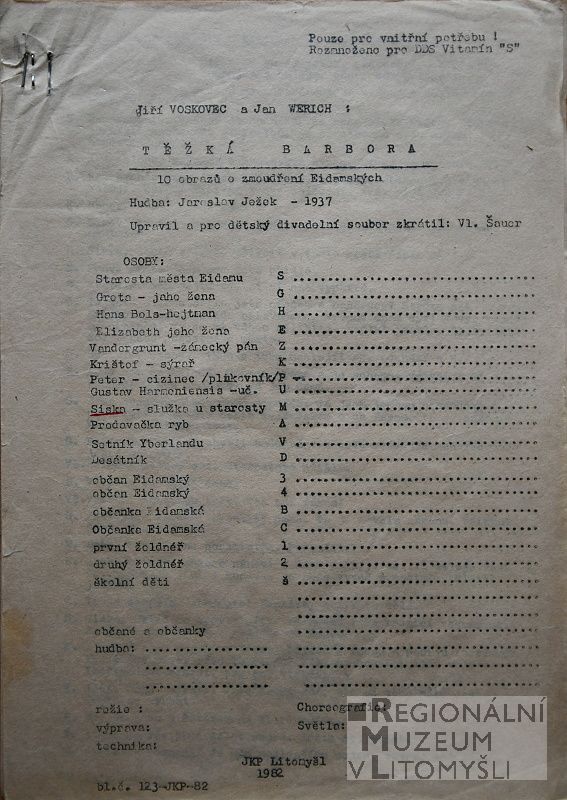 Pouze pro vnitřní potřebu !
Rozmnoženo pro DDS Vitamín "S"
Jiří VOSKOVEC a Jan WERICH :
TĚŽKÁ BARBORA
10 obrazů o zmoudření Eidamských
Hudba: Jaroslav Ježek - 1937
Upravil a pro dětský divadelní soubor zkrátil: Vl. Šauer
OSOBY:
Starosta města Eidamu S
Greta - jeho žena G
Hans Bols-hejtman H
Elizabeth jeho žena E
Vandergrunt -zámecký pán Z
Krištof - sýrař K
Peter - cizinec /plukovník/P
Gustav Harmoniensis -uč. U
Siska - služka u starosty M
Prodavačka ryb A
Setník Yberlandu V
Desátník D
občan Eidamský 3
občan Eidamský 4
občanka Eidamská B
Občanka Eidamská C
první žoldnéř 1
druhý žoldnéř 2
školní děti š
občané a občanky
hudba:
režie : Choreografie:
výprava: Světla:
technika:
JKP Litomyšl
1982
bl.č. 123-JKP-82
REGIONÁLNÍ
MUZEUM
V LITOMYŠLI